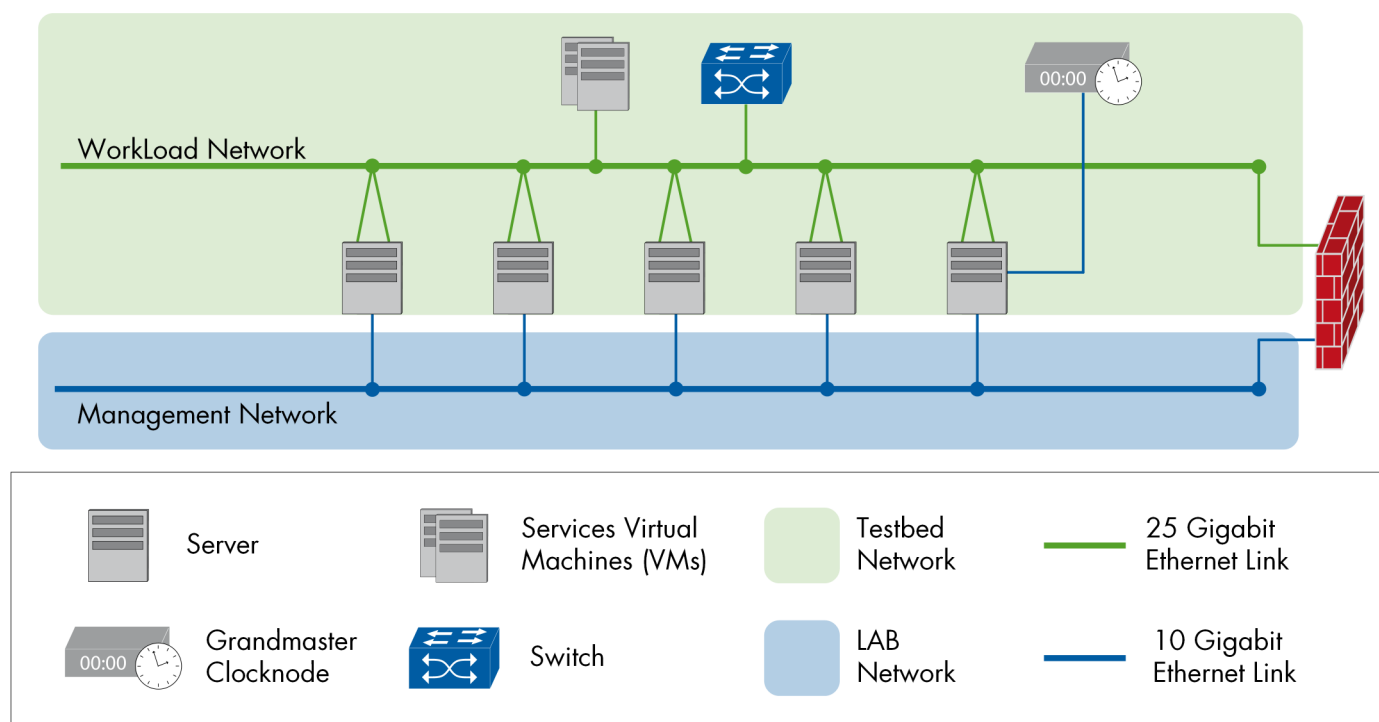 00:00
WorkLoad Network
Management Network
Server
Services Virtual
Machines (VMs)
Testbed
Network
25 Gigabit
Ethernet Link
00:00
Grandmaster
Clocknode
Switch
LAB
Network
10 Gigabit
Ethernet Link